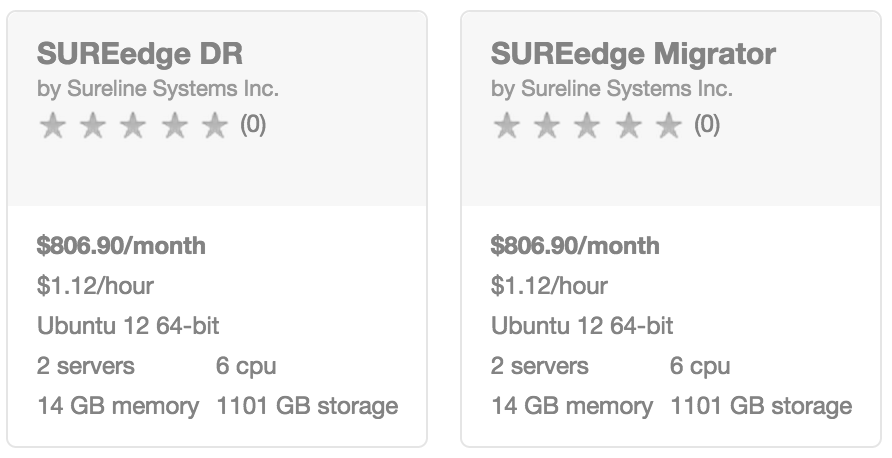 SUREedge DR
by Sureline Systems Inc.
(0)
$806.90/month
$1.12/hour
Ubuntu 12 64-bit
2 servers 6 cpu
14 GB memory 1101 GB storage
SUREedge Migrator
by Sureline Systems Inc.
(0)
$806.90/month
$1.12/hour
Ubuntu 12 64-bit
2 servers 6 cpu
14 GB memory 1101 GB storage